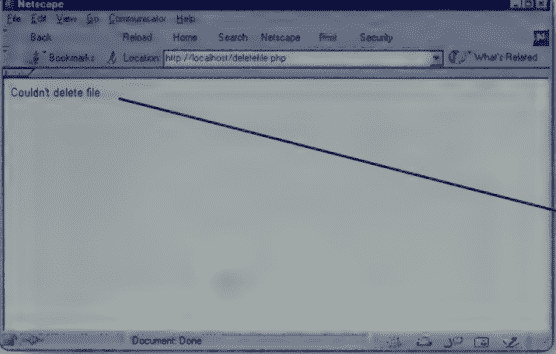 Netscape
File Edit View Go Communicator Help
Back Reload Home Search Netscape Print Security
Bookmarks Location: http://localhost/deletefile.php What's Related
Couldn't delete file
Document: Done